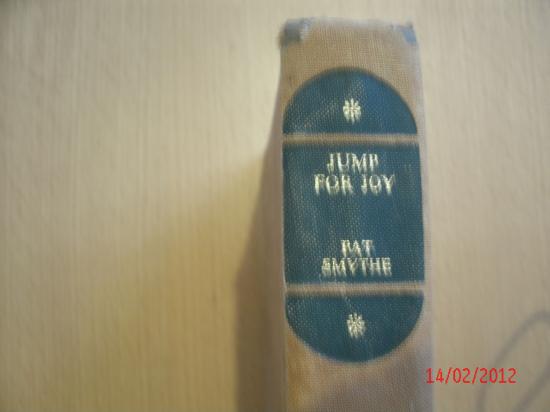 JUMP
FOR JOY
PAT
SMYTHE
14/02/2012